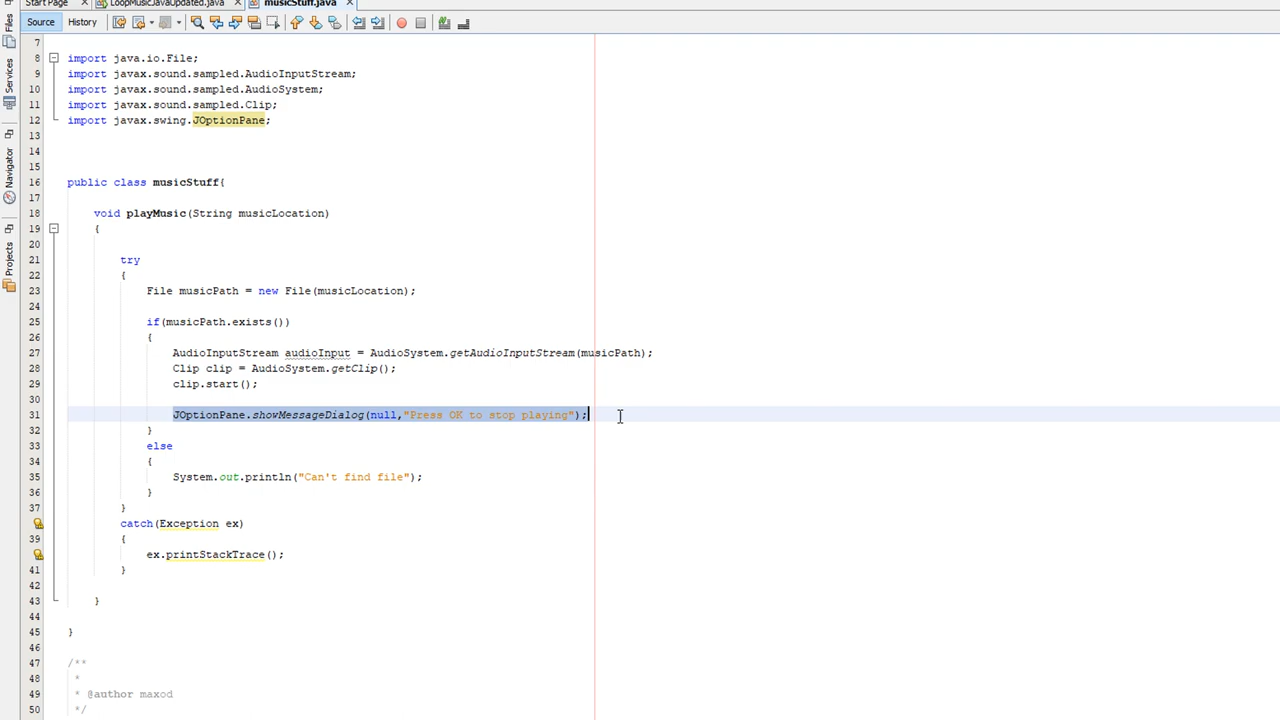 Start Page
LoopMusicJavaUpdated.java
musicStuff.java
Source
History
Files
Services
Navigator
Projects
7
8 import java.io.File;
9 import javax.sound.sampled.AudioInputStream;
10 import javax.sound.sampled.AudioSystem;
11 import javax.sound.sampled.Clip;
12 import javax.swing.JOptionPane;
13
14
15
16 public class musicStuff{
17
18 void playMusic(String musicLocation)
19 {
20
21 try
22 {
23 File musicPath = new File(musicLocation);
24
25 if(musicPath.exists())
26 {
27 AudioInputStream audioInput = AudioSystem.getAudioInputStream(musicPath);
28 Clip clip = AudioSystem.getClip();
29 clip.start();
30
31 JOptionPane.showMessageDialog(null,"Press OK to stop playing");
32 }
33 else
34 {
35 System.out.println("Can't find file");
36 }
37 }
catch(Exception ex)
39 {
ex.printStackTrace();
41 }
42
43 }
44
45 }
46
47 /**
48 *
49 * @author maxod
50 */